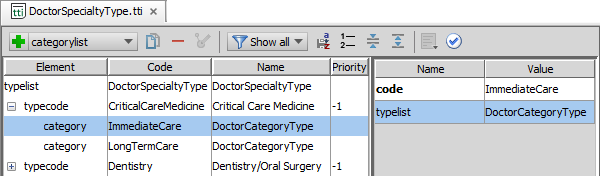 tti DoctorSpecialtyType.tti ×
categorylist Show all
Element Code Name Priority Name Value
typelist DoctorSpecialtyType DoctorSpecialtyType code ImmediateCare
typecode CriticalCareMedicine Critical Care Medicine -1 typelist DoctorCategoryType
category ImmediateCare DoctorCategoryType
category LongTermCare DoctorCategoryType
typecode Dentistry Dentistry/Oral Surgery -1